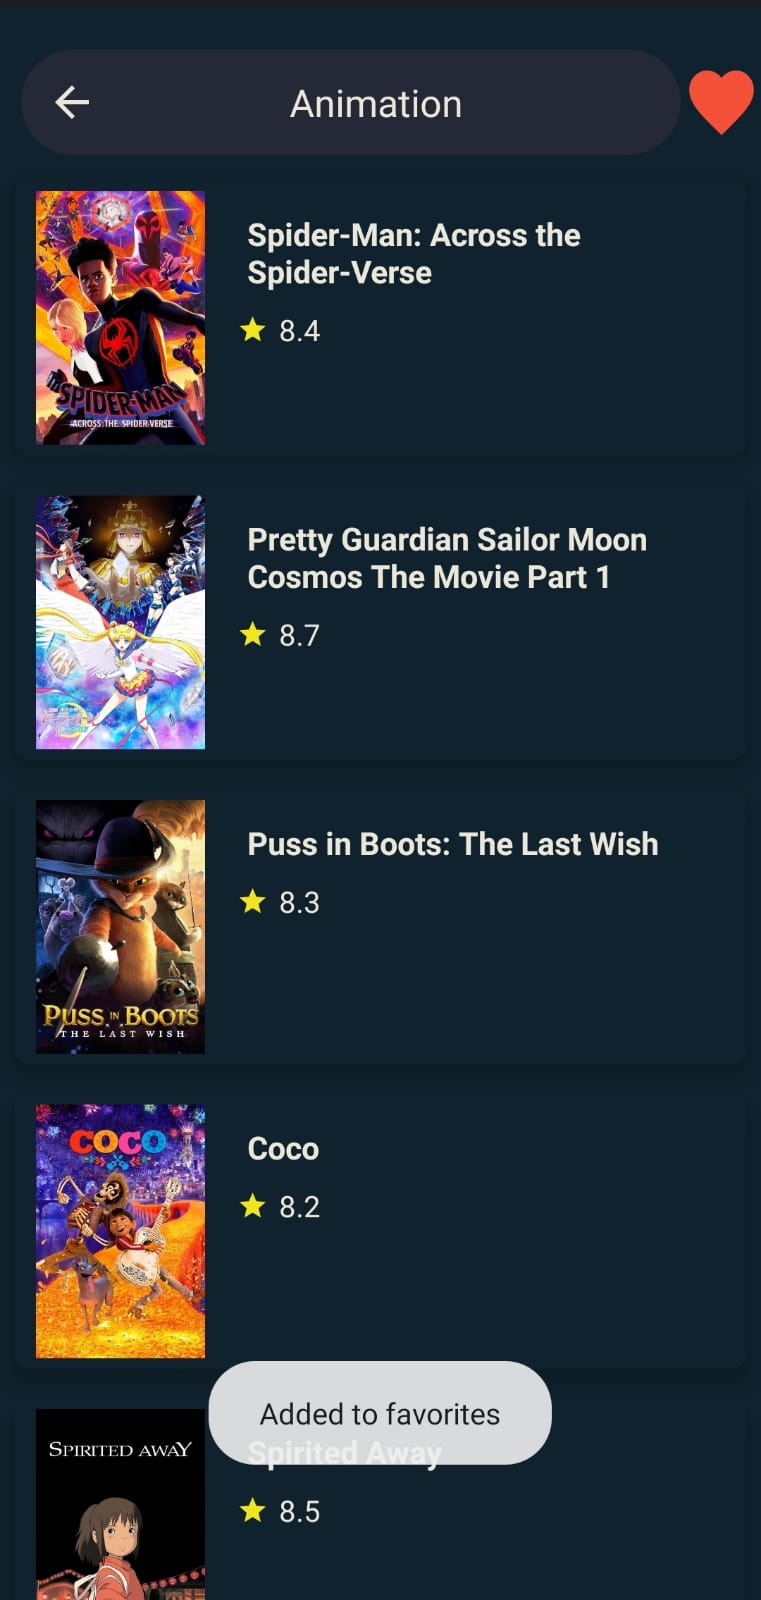 Animation
SPIDER-MAN
ACROSS THE SPIDER-VERSE
Spider-Man: Across the
Spider-Verse
8.4
Pretty Guardian Sailor Moon
Cosmos The Movie Part 1
8.7
PUSS IN BOOTS
THE LAST WISH
Puss in Boots: The Last Wish
8.3
COCO
Coco
8.2
Added to favorites
SPIRITED AWAY
Spirited Away
8.5